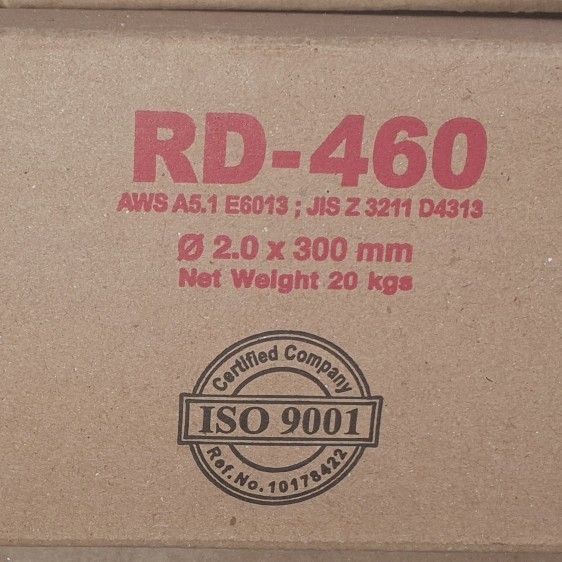 RD-460
AWS A5.1 E6013 ; JIS Z 3211 D4313
Ø 2.0 x 300 mm
Net Weight 20 kgs
Certified Company
ISO 9001
Ref.No.10178422